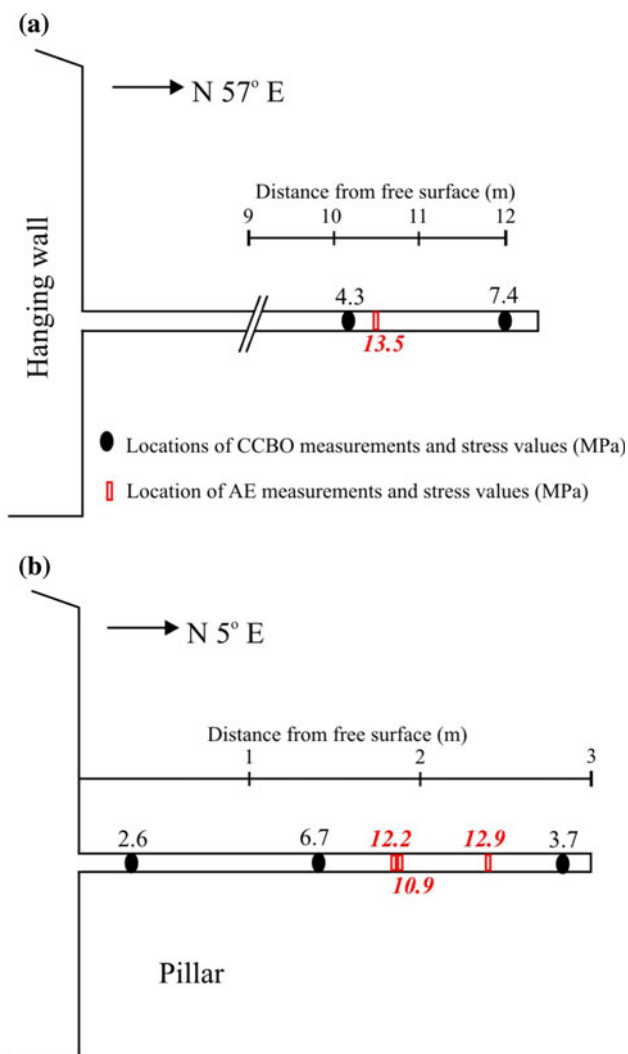 (a)
N 57° E
Distance from free surface (m)
9 10 11 12
Hanging wall
4.3 7.4
13.5
Locations of CCBO measurements and stress values (MPa)
Location of AE measurements and stress values (MPa)
(b)
N 5° E
Distance from free surface (m)
1 2 3
2.6 6.7 12.2 12.9 3.7
10.9
Pillar